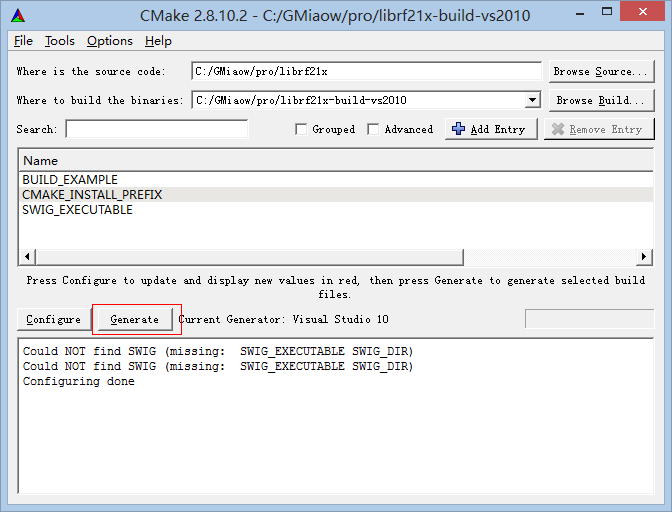 CMake 2.8.10.2 - C:/GMiaow/pro/librf21x-build-vs2010
File Tools Options Help
Where is the source code: C:/GMiaow/pro/librf21x Browse Source...
Where to build the binaries: C:/GMiaow/pro/librf21x-build-vs2010 Browse Build...
Search: Grouped Advanced Add Entry Remove Entry
Name
BUILD_EXAMPLE
CMAKE_INSTALL_PREFIX
SWIG_EXECUTABLE
Press Configure to update and display new values in red, then press Generate to generate selected build
files.
Configure Generate Current Generator: Visual Studio 10
Could NOT find SWIG (missing:  SWIG_EXECUTABLE SWIG_DIR)
Could NOT find SWIG (missing:  SWIG_EXECUTABLE SWIG_DIR)
Configuring done